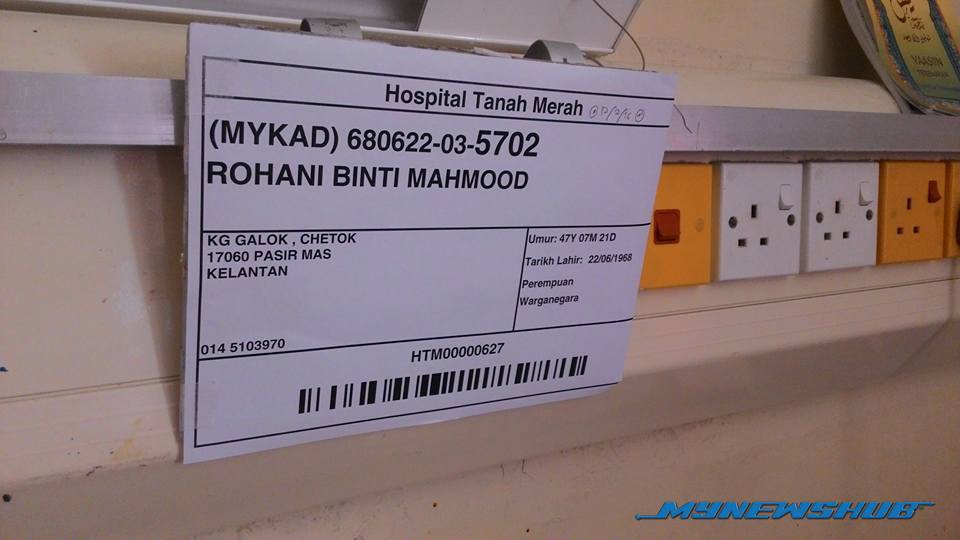 Hospital Tanah Merah
(MYKAD) 680622-03-5702
ROHANI BINTI MAHMOOD
KG GALOK , CHETOK
17060 PASIR MAS
KELANTAN
Umur: 47Y 07M 21D
Tarikh Lahir: 22/06/1968
Perempuan
Warganegara
014 5103970
HTM00000627
YAASIIN
MYNEWSHUB